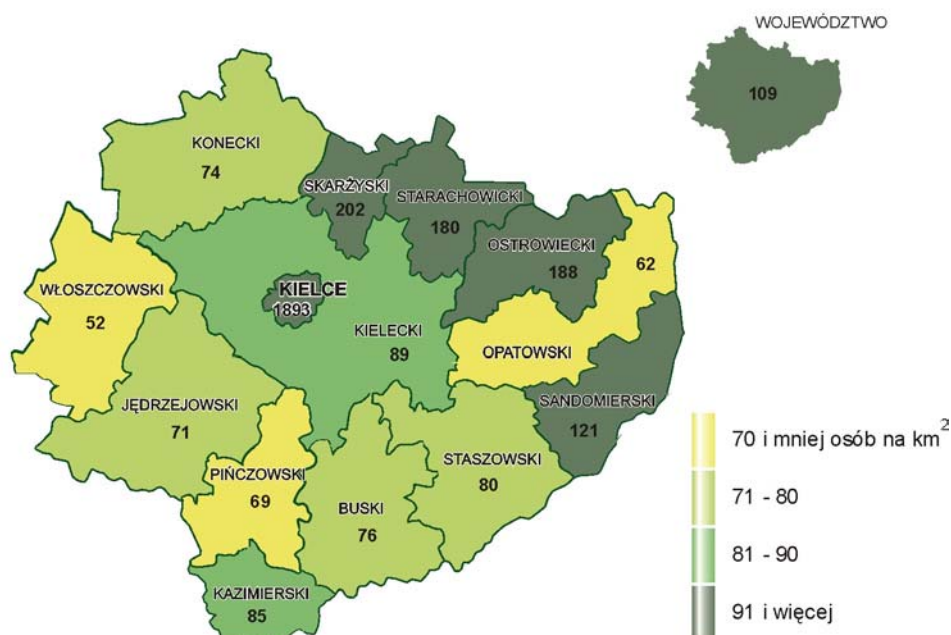 WOJEWÓDZTWO
109
KONECKI
74
SKARŻYSKI
202
STARACHOWICKI
180
OSTROWIECKI
188
62
WŁOSZCZOWSKI
52
KIELCE
1893
KIELECKI
89
OPATOWSKI
JĘDRZEJOWSKI
71
SANDOMIERSKI
121
PIŃCZOWSKI
69
STASZOWSKI
80
BUSKI
76
KAZIMIERSKI
85
70 i mniej osób na km²
71 - 80
81 - 90
91 i więcej